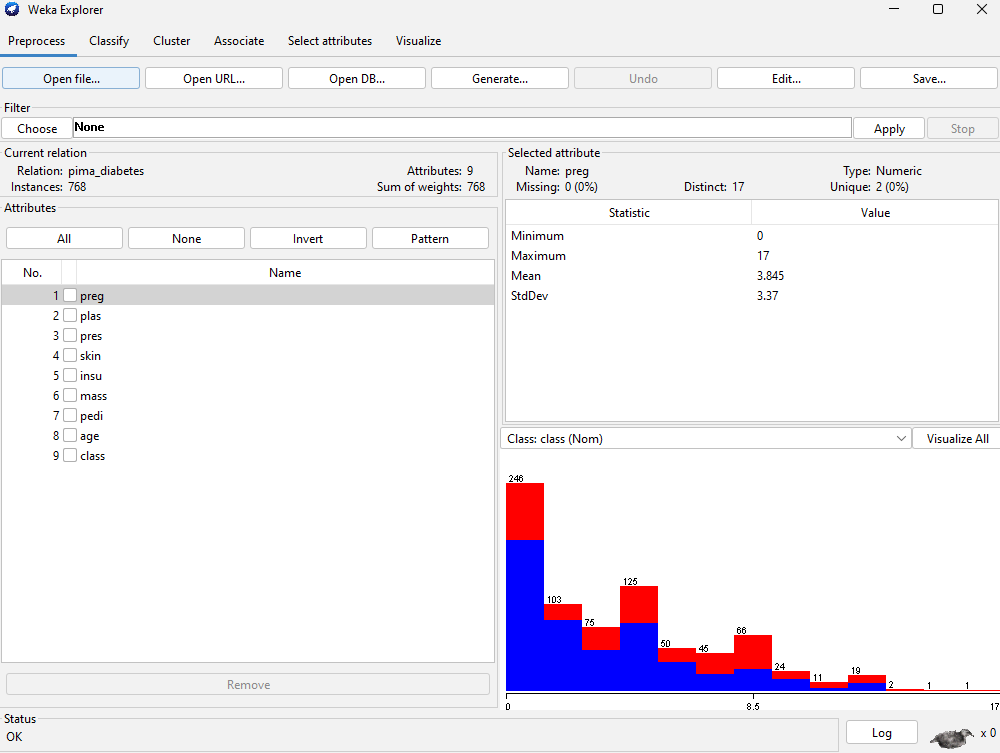 Weka Explorer
Preprocess Classify Cluster Associate Select attributes Visualize
Open file... Open URL... Open DB... Generate... Undo Edit... Save...
Filter
Choose None Apply Stop
Current relation
Relation: pima_diabetes Attributes: 9
Instances: 768 Sum of weights: 768
Attributes
All None Invert Pattern
No. Name
1 preg
2 plas
3 pres
4 skin
5 insu
6 mass
7 pedi
8 age
9 class
Remove
Selected attribute
Name: preg Type: Numeric
Missing: 0 (0%) Distinct: 17 Unique: 2 (0%)
Statistic Value
Minimum 0
Maximum 17
Mean 3.845
StdDev 3.37
Class: class (Nom) Visualize All
246
103
75
125
50
45
66
24
11
19
2
1
1
0 8.5 17
Status
OK
Log x 0